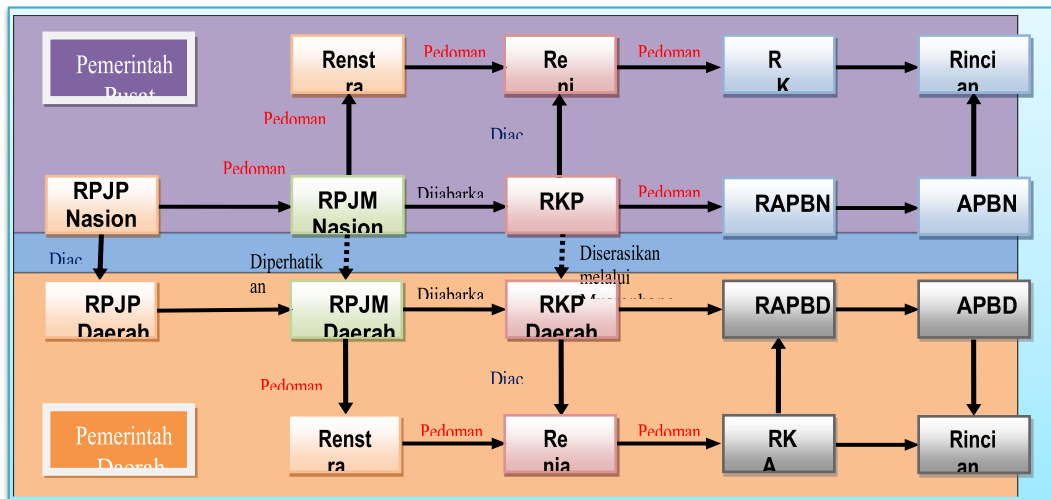 Pemerintah
Pusat
Renst
ra
Pedoman
Re
nj
Pedoman
R
K
Rinci
an
Pedoman
Diac
Pedoman
RPJP
Nasion
RPJM
Nasion
Dijabarka
RKP
Pedoman
RAPBN
APBN
Diac
Diperhatik
an
Diserasikan
melalui
RPJP
Daerah
RPJM
Daerah
Dijabarka
RKP
Daerah
RAPBD
APBD
Pedoman
Diac
Pemerintah
Daerah
Renst
ra
Pedoman
Re
nja
Pedoman
RK
A
Rinci
an